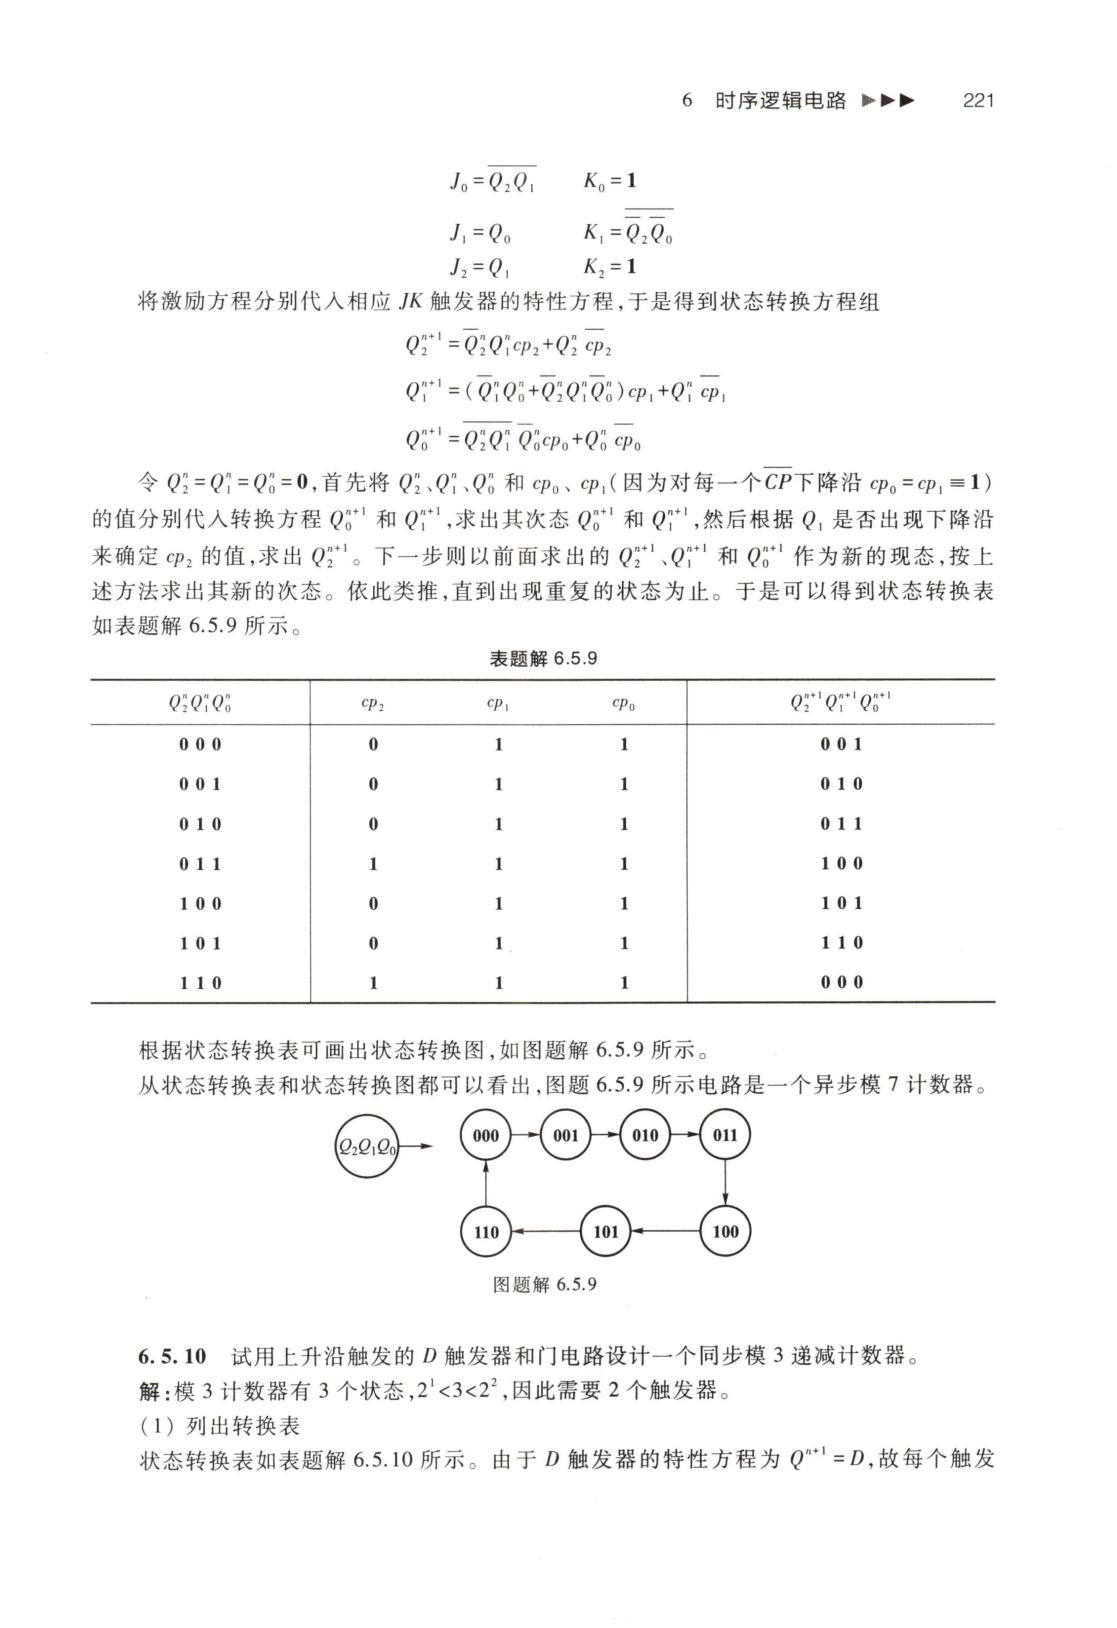 6 时序逻辑电路 ▶▶▶ 221
J₀=\overline{Q₂Q₁} K₀=1
J₁=Q₀ K₁=\overline{\overline{Q}₂\overline{Q}₀}
J₂=Q₁ K₂=1
将激励方程分别代入相应 JK 触发器的特性方程,于是得到状态转换方程组
Q₂ⁿ⁺¹=\overline{Q}₂ⁿQ₁ⁿcp₂+Q₂ⁿ \overline{cp}₂
Q₁ⁿ⁺¹=(\overline{Q}₁ⁿQ₀ⁿ+\overline{Q}₂ⁿQ₁ⁿ\overline{Q}₀ⁿ)cp₁+Q₁ⁿ \overline{cp}₁
Q₀ⁿ⁺¹=\overline{Q₂ⁿQ₁ⁿ} \overline{Q}₀ⁿcp₀+Q₀ⁿ \overline{cp}₀
令 Q₂ⁿ=Q₁ⁿ=Q₀ⁿ=0,首先将 Q₂ⁿ、Q₁ⁿ、Q₀ⁿ 和 cp₀、cp₁(因为对每一个\overline{CP}下降沿 cp₀=cp₁≡1)
的值分别代入转换方程 Q₀ⁿ⁺¹ 和 Q₁ⁿ⁺¹,求出其次态 Q₀ⁿ⁺¹ 和 Q₁ⁿ⁺¹,然后根据 Q₁ 是否出现下降沿
来确定 cp₂ 的值,求出 Q₂ⁿ⁺¹。下一步则以前面求出的 Q₂ⁿ⁺¹、Q₁ⁿ⁺¹ 和 Q₀ⁿ⁺¹ 作为新的现态,按上
述方法求出其新的次态。依此类推,直到出现重复的状态为止。于是可以得到状态转换表
如表题解 6.5.9 所示。
表题解 6.5.9
Q₂ⁿQ₁ⁿQ₀ⁿ cp₂ cp₁ cp₀ Q₂ⁿ⁺¹Q₁ⁿ⁺¹Q₀ⁿ⁺¹
0 0 0 0 1 1 0 0 1
0 0 1 0 1 1 0 1 0
0 1 0 0 1 1 0 1 1
0 1 1 1 1 1 1 0 0
1 0 0 0 1 1 1 0 1
1 0 1 0 1 1 1 1 0
1 1 0 1 1 1 0 0 0
根据状态转换表可画出状态转换图,如图题解 6.5.9 所示。
从状态转换表和状态转换图都可以看出,图题 6.5.9 所示电路是一个异步模 7 计数器。
Q₂Q₁Q₀ 000 001 010 011
110 101 100
图题解 6.5.9
6.5.10 试用上升沿触发的 D 触发器和门电路设计一个同步模 3 递减计数器。
解:模 3 计数器有 3 个状态,2¹<3<2²,因此需要 2 个触发器。
(1) 列出转换表
状态转换表如表题解 6.5.10 所示。由于 D 触发器的特性方程为 Qⁿ⁺¹=D,故每个触发